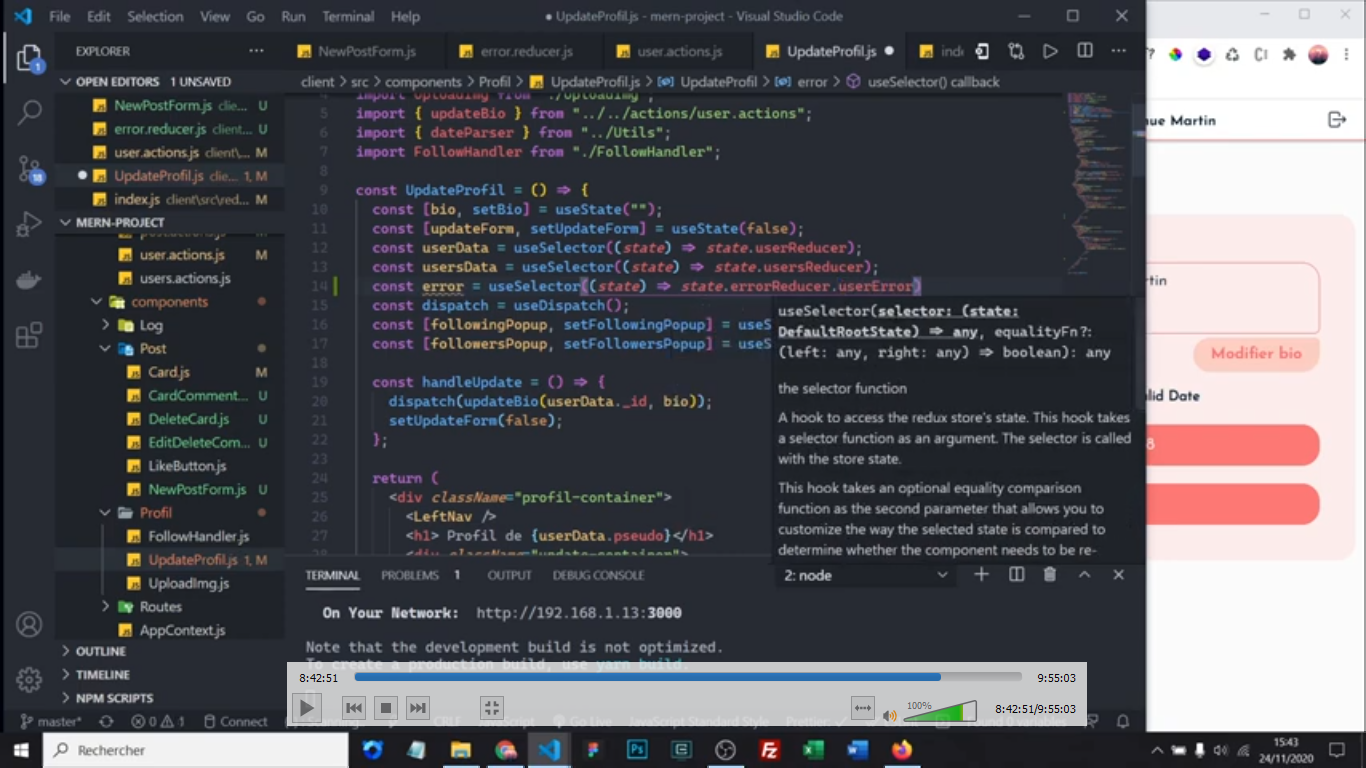 File Edit Selection View Go Run Terminal Help ● UpdateProfil.js - mern-project - Visual Studio Code
EXPLORER
NewPostForm.js error.reducer.js user.actions.js UpdateProfil.js ●
OPEN EDITORS 1 UNSAVED
client > src > components > Profil > UpdateProfil.js > UpdateProfil > error > useSelector() callback
NewPostForm.js clie... U
error.reducer.js client... U
user.actions.js client\... M
UpdateProfil.js clie... 1, M
index.js client\src\red... M
MERN-PROJECT
user.actions.js M
users.actions.js
components
Log
Post
Card.js M
CardComment... U
DeleteCard.js U
EditDeleteCom... U
LikeButton.js
NewPostForm.js U
Profil
FollowHandler.js
UpdateProfil.js 1, M
UploadImg.js
Routes
AppContext.js
OUTLINE
TIMELINE
NPM SCRIPTS
4 import UploadImg from "./UploadImg";
5 import { updateBio } from "../../actions/user.actions";
6 import { dateParser } from "../Utils";
7 import FollowHandler from "./FollowHandler";
8
9 const UpdateProfil = () => {
10 const [bio, setBio] = useState("");
11 const [updateForm, setUpdateForm] = useState(false);
12 const userData = useSelector((state) => state.userReducer);
13 const usersData = useSelector((state) => state.usersReducer);
14 const error = useSelector((state) => state.errorReducer.userError)
15 const dispatch = useDispatch();
16 const [followingPopup, setFollowingPopup] = useS
17 const [followersPopup, setFollowersPopup] = useS
18
19 const handleUpdate = () => {
20 dispatch(updateBio(userData._id, bio));
21 setUpdateForm(false);
22 };
23
24 return (
25 <div className="profil-container">
26 <LeftNav />
27 <h1> Profil de {userData.pseudo}</h1>
28 <div className="update-container">
useSelector(selector: (state:
DefaultRootState) => any, equalityFn?:
(left: any, right: any) => boolean): any
the selector function
A hook to access the redux store's state. This hook takes
a selector function as an argument. The selector is called
with the store state.
This hook takes an optional equality comparison
function as the second parameter that allows you to
customize the way the selected state is compared to
determine whether the component needs to be re-
TERMINAL PROBLEMS 1 OUTPUT DEBUG CONSOLE 2: node
On Your Network: http://192.168.1.13:3000
Note that the development build is not optimized.
To create a production build, use yarn build.
8:42:51 9:55:03
100% 8:42:51/9:55:03
master* 0 1 Connect CRLF JavaScript Go Live JavaScript Standard Style Prettier: Found 0 variables
nue Martin
rtin
Modifier bio
lid Date
8
Rechercher
15:43
24/11/2020